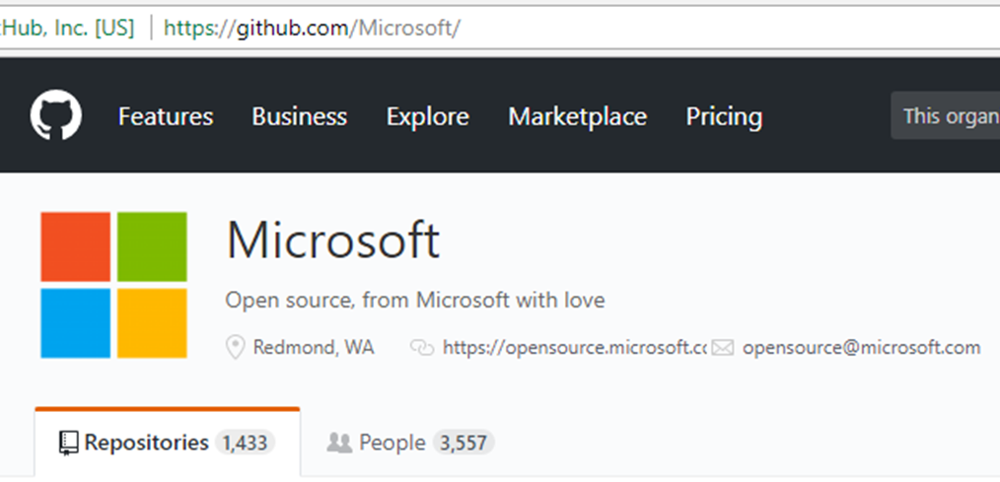 Hub, Inc. [US] | https://github.com/Microsoft/
Features Business Explore Marketplace Pricing This organ
Microsoft
Open source, from Microsoft with love
Redmond, WA https://opensource.microsoft.co opensource@microsoft.com
Repositories 1,433 People 3,557